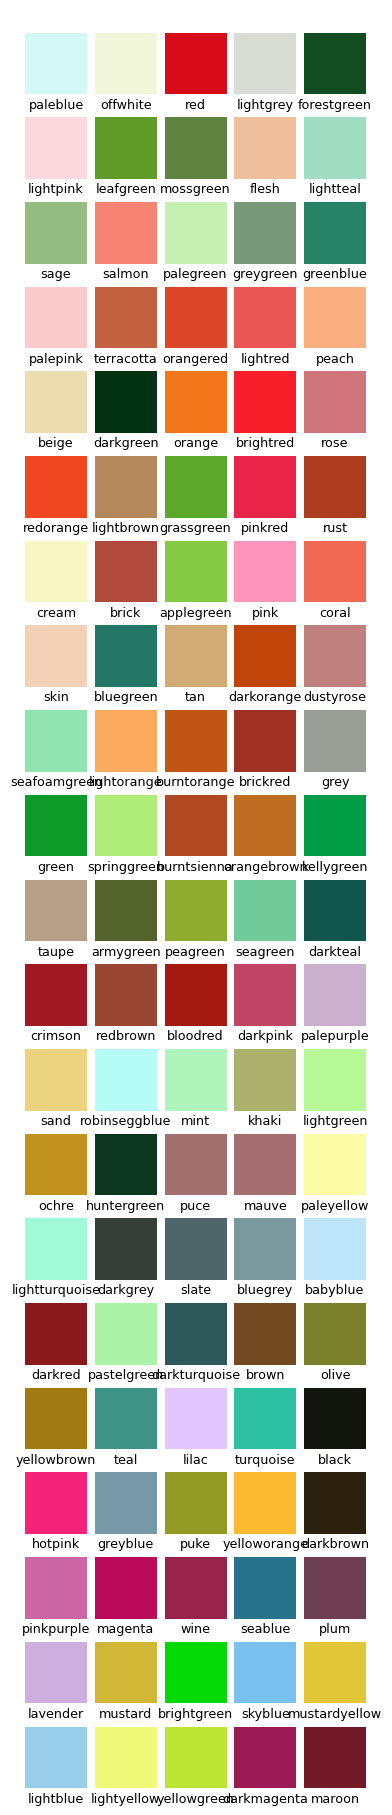 paleblue offwhite red lightgrey forestgreen
lightpink leafgreen mossgreen flesh lightteal
sage salmon palegreen greygreen greenblue
palepink terracotta orangered lightred peach
beige darkgreen orange brightred rose
redorange lightbrown grassgreen pinkred rust
cream brick applegreen pink coral
skin bluegreen tan darkorange dustyrose
seafoamgreen lightorange burntorange brickred grey
green springgreen burntsienna orangebrown kellygreen
taupe armygreen peagreen seagreen darkteal
crimson redbrown bloodred darkpink palepurple
sand robinseggblue mint khaki lightgreen
ochre huntergreen puce mauve paleyellow
lightturquoise darkgrey slate bluegrey babyblue
darkred pastelgreen darkturquoise brown olive
yellowbrown teal lilac turquoise black
hotpink greyblue puke yelloworange darkbrown
pinkpurple magenta wine seablue plum
lavender mustard brightgreen skyblue mustardyellow
lightblue lightyellow yellowgreen darkmagenta maroon